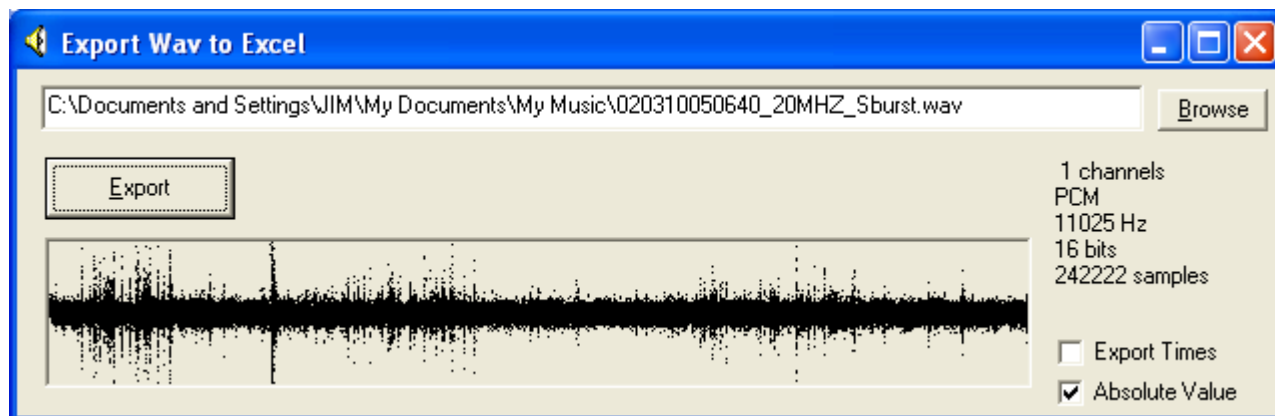 Export Wav to Excel
C:\Documents and Settings\JIM\My Documents\My Music\020310050640_20MHZ_Sburst.wav
Browse
Export
1 channels
PCM
11025 Hz
16 bits
242222 samples
Export Times
Absolute Value